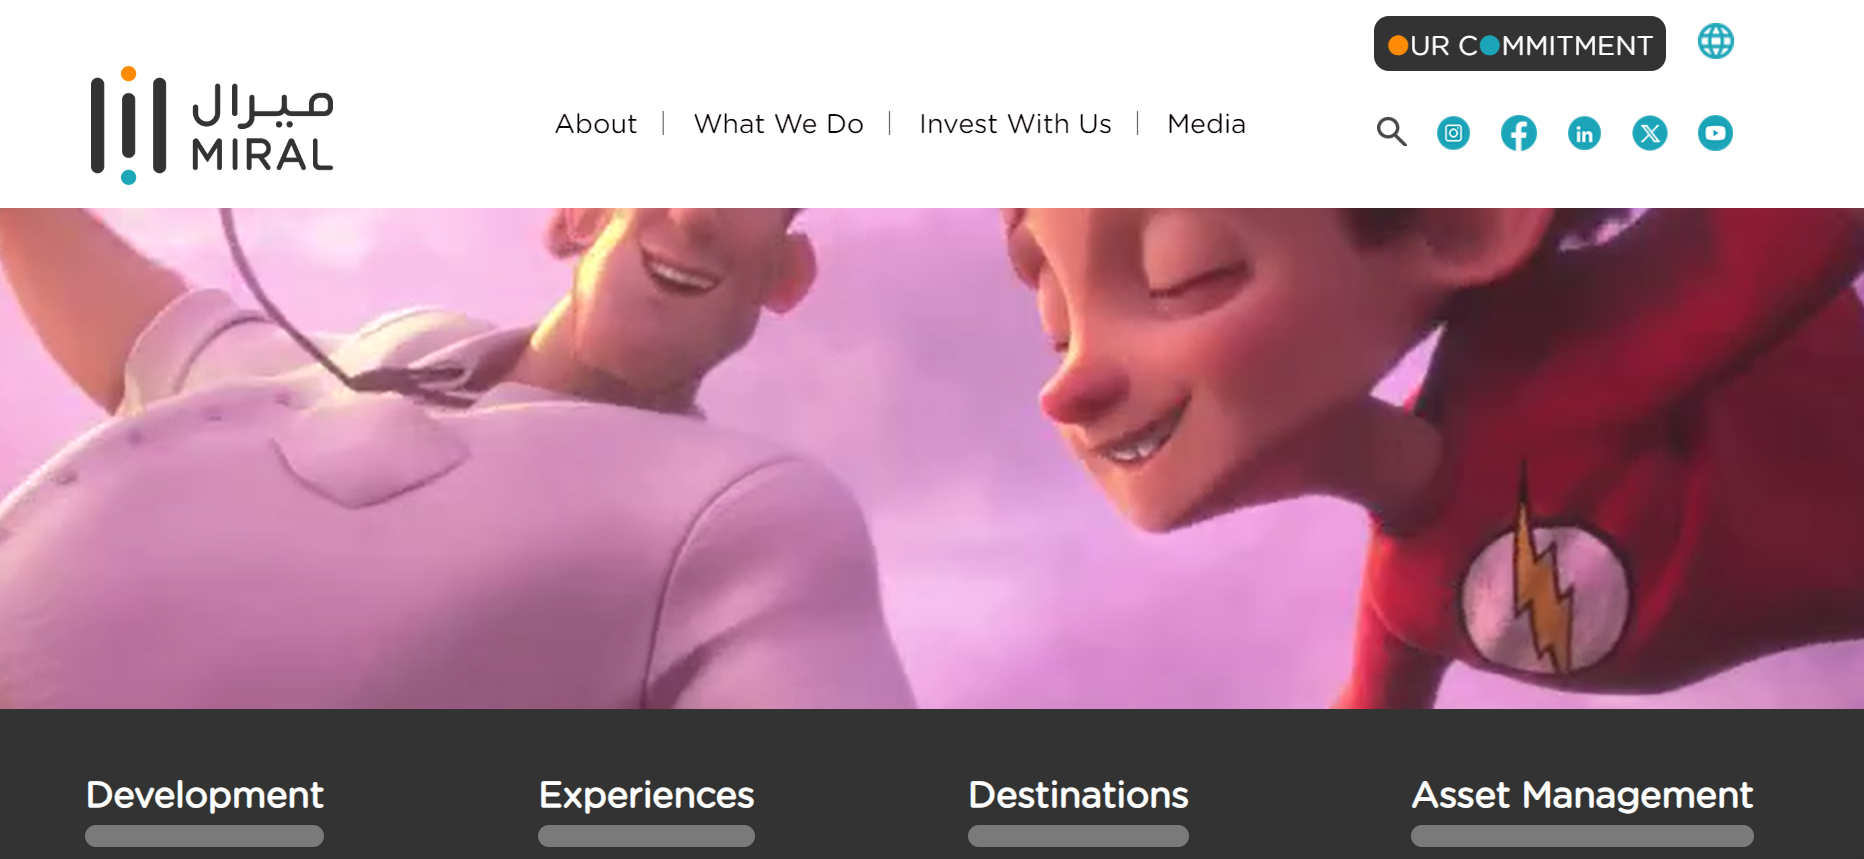 OUR COMMITMENT
ميرال
MIRAL
About
What We Do
Invest With Us
Media
Development
Experiences
Destinations
Asset Management